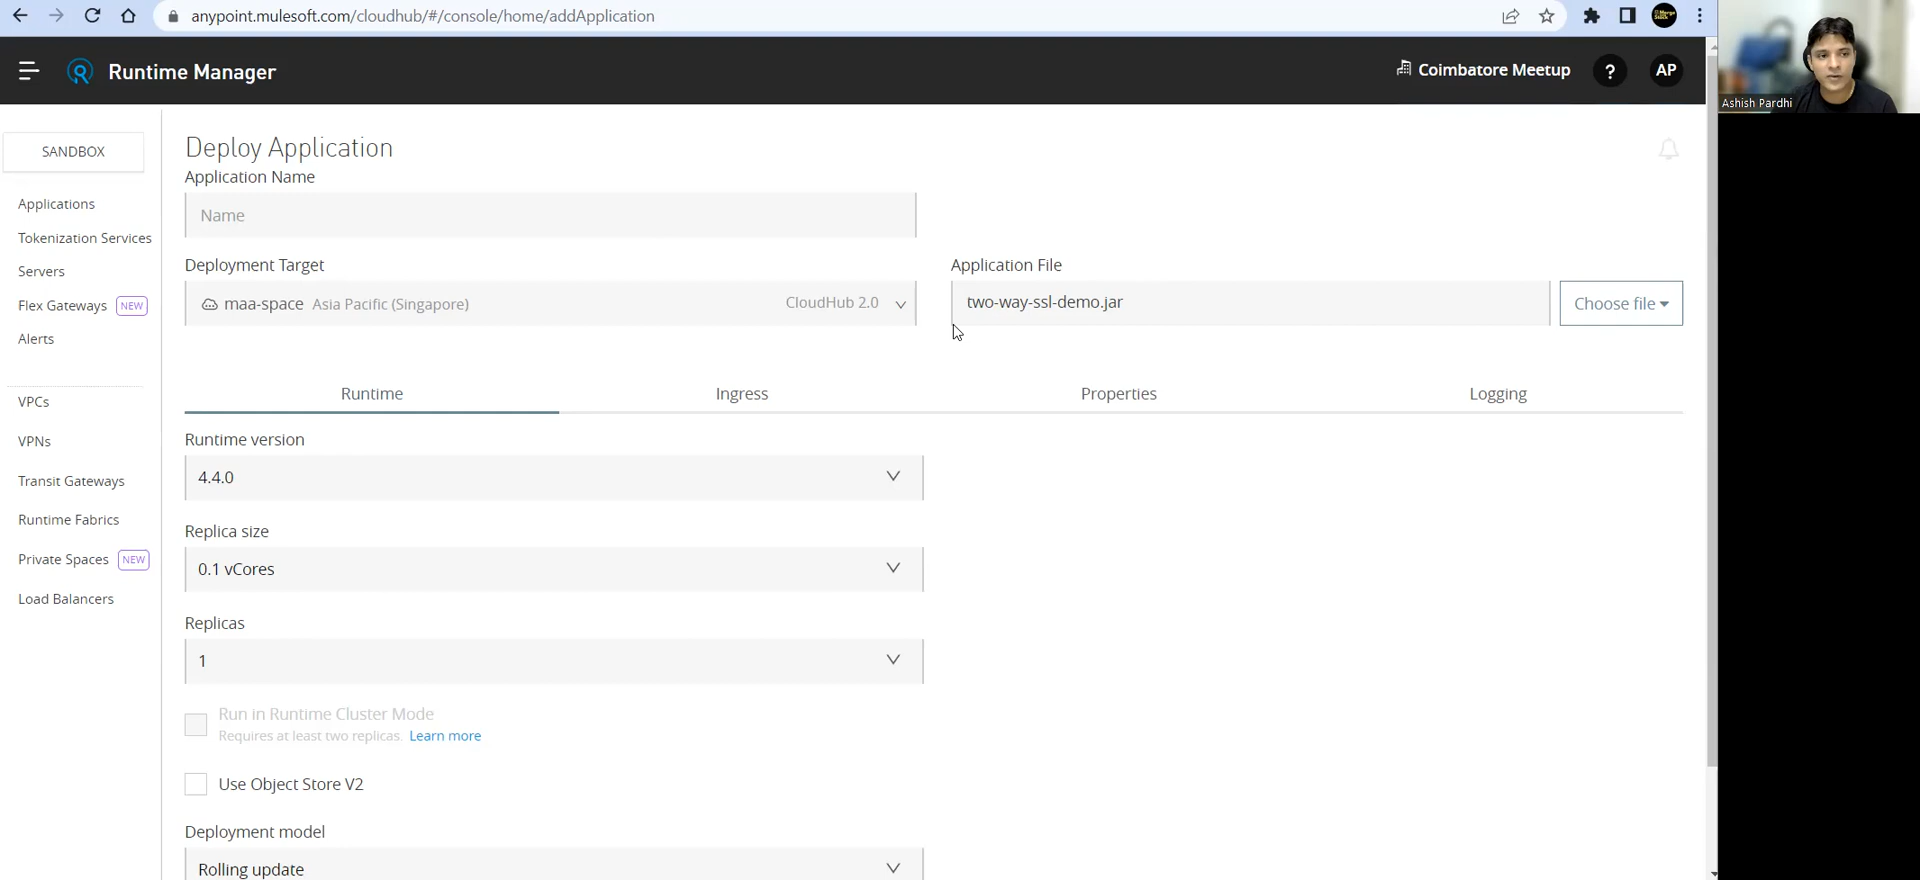 anypoint.mulesoft.com/cloudhub/#/console/home/addApplication
Runtime Manager
Coimbatore Meetup
?
AP
Ashish Pardhi
SANDBOX
Applications
Tokenization Services
Servers
Flex Gateways NEW
Alerts
VPCs
VPNs
Transit Gateways
Runtime Fabrics
Private Spaces NEW
Load Balancers
Deploy Application
Application Name
Name
Deployment Target
maa-space Asia Pacific (Singapore) CloudHub 2.0
Application File
two-way-ssl-demo.jar
Choose file
Runtime
Ingress
Properties
Logging
Runtime version
4.4.0
Replica size
0.1 vCores
Replicas
1
Run in Runtime Cluster Mode
Requires at least two replicas. Learn more
Use Object Store V2
Deployment model
Rolling update